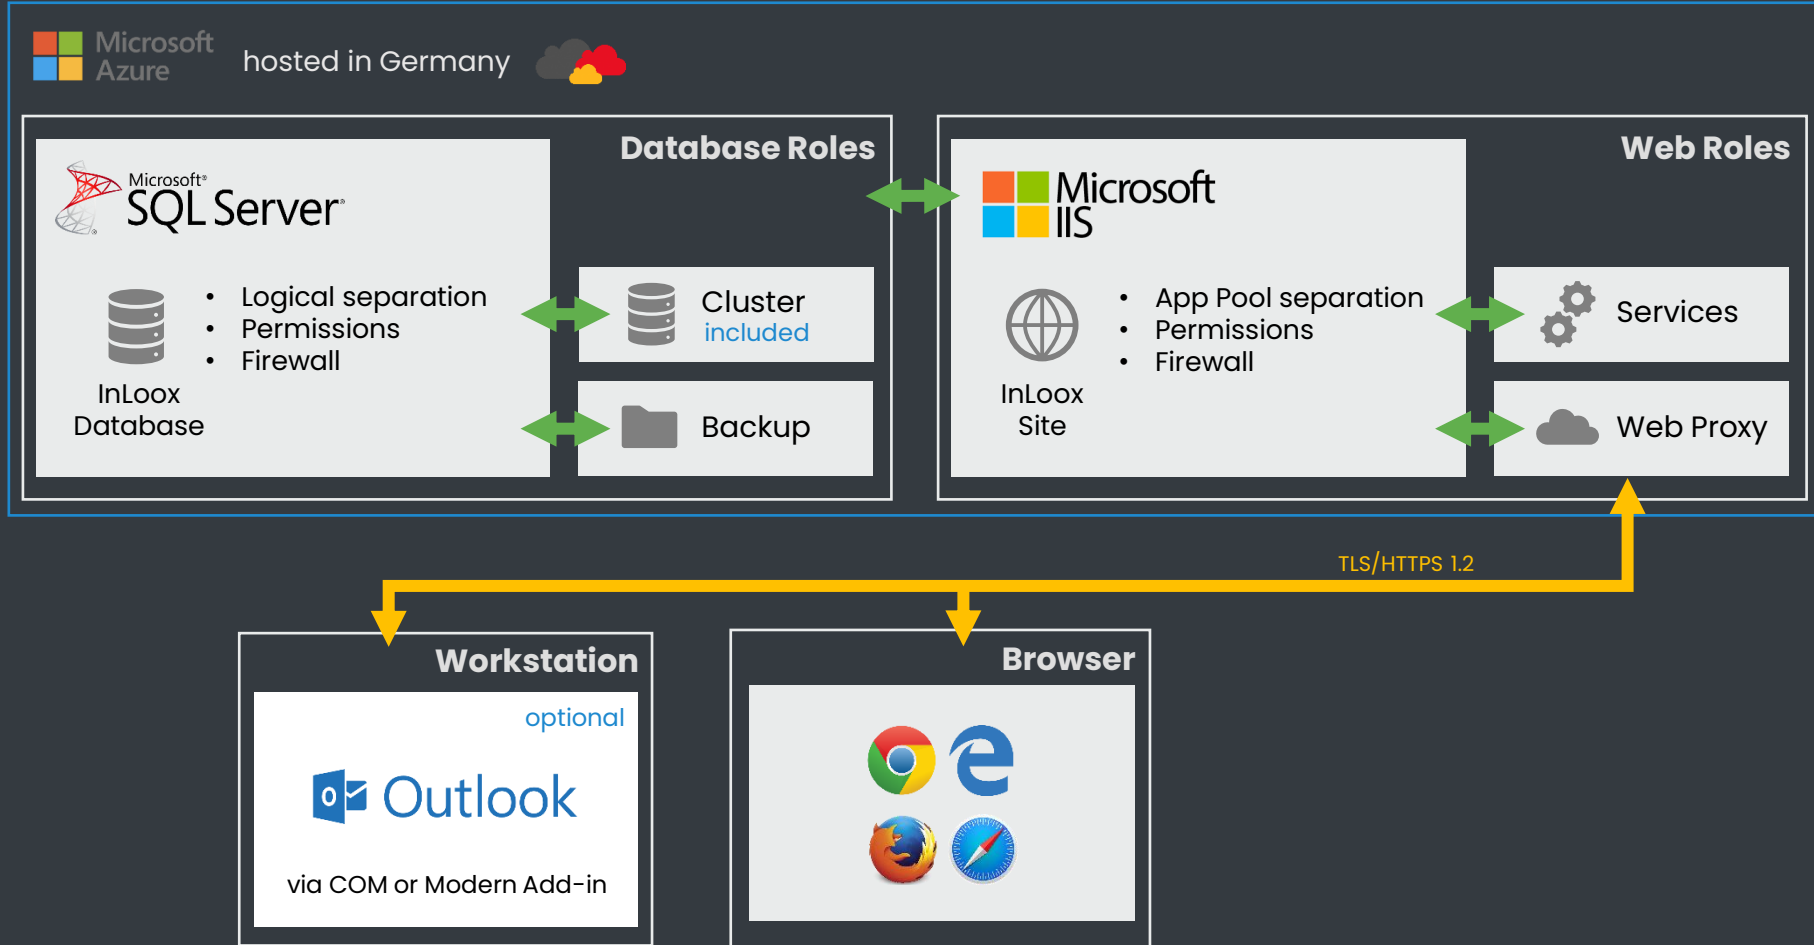 Microsoft
Azure
hosted in Germany
Database Roles
Microsoft®
SQL Server®
• Logical separation
• Permissions
• Firewall
InLoox
Database
Cluster
included
Backup
Web Roles
Microsoft
IIS
• App Pool separation
• Permissions
• Firewall
InLoox
Site
Services
Web Proxy
TLS/HTTPS 1.2
Workstation
optional
Outlook
via COM or Modern Add-in
Browser